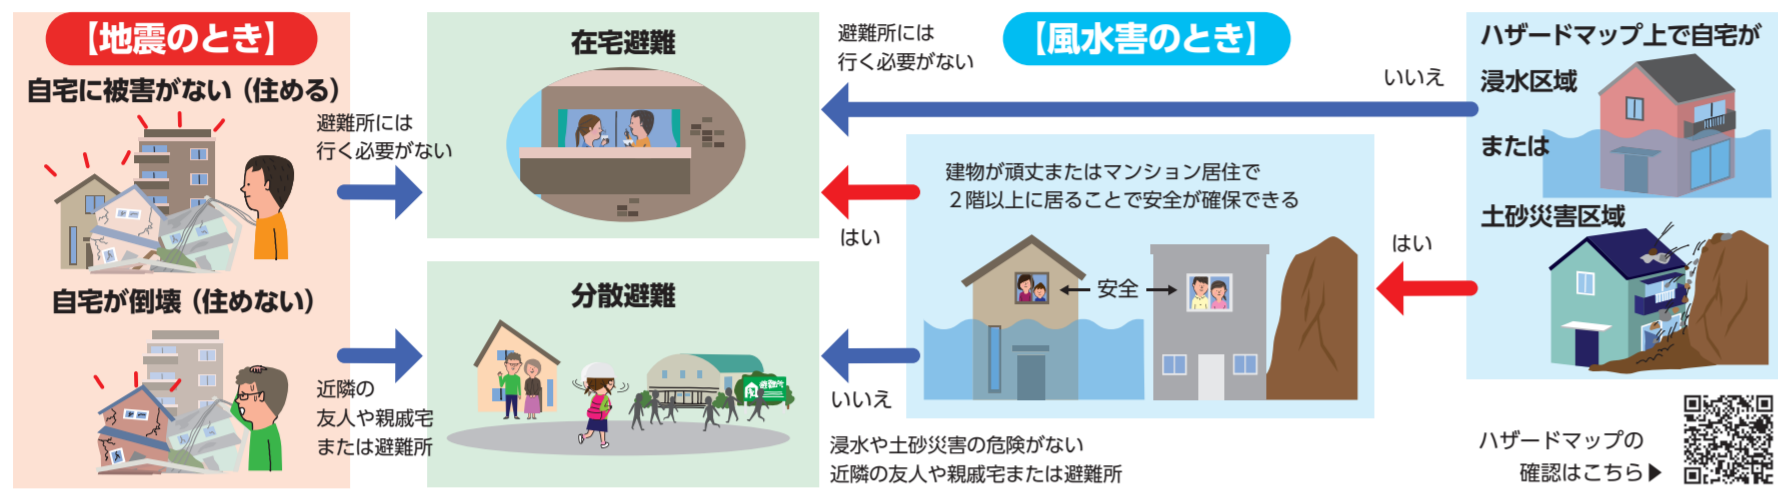 【地震のとき】
自宅に被害がない（住める）
避難所には
行く必要がない
自宅が倒壊（住めない）
近隣の
友人や親戚宅
または避難所
在宅避難
分散避難
避難所
【風水害のとき】
避難所には
行く必要がない
いいえ
ハザードマップ上で自宅が
浸水区域
または
土砂災害区域
はい
建物が頑丈またはマンション居住で
２階以上に居ることで安全が確保できる
安全
はい
いいえ
浸水や土砂災害の危険がない
近隣の友人や親戚宅または避難所
ハザードマップの
確認はこちら▶